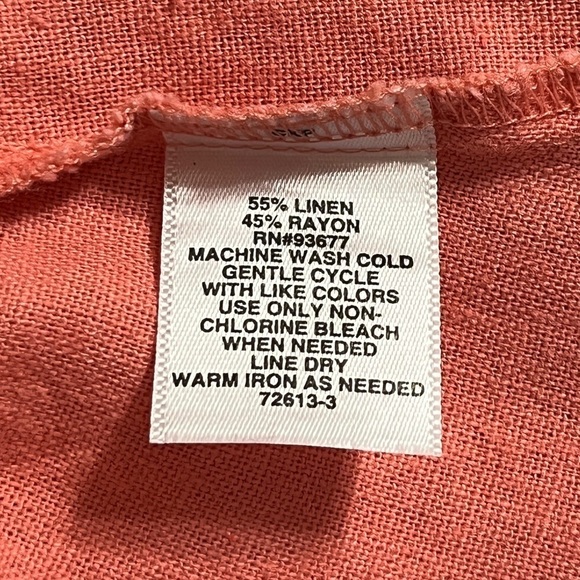 55% LINEN
45% RAYON
RN#93677
MACHINE WASH COLD
GENTLE CYCLE
WITH LIKE COLORS
USE ONLY NON-
CHLORINE BLEACH
WHEN NEEDED
LINE DRY
WARM IRON AS NEEDED
72613-3